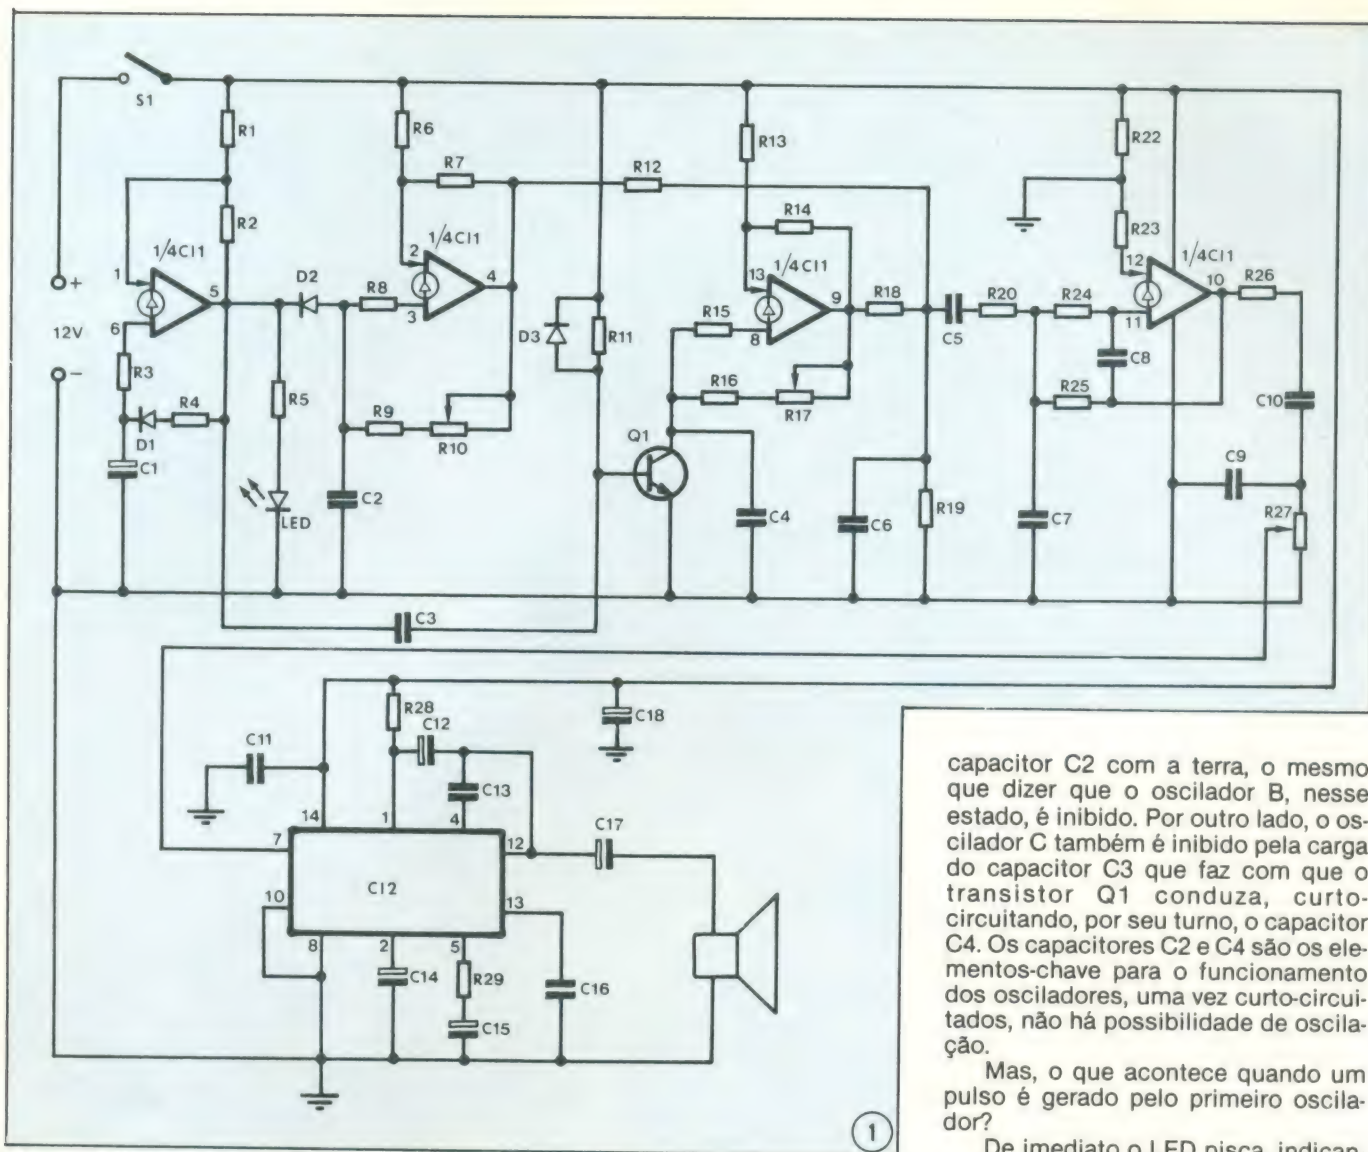 S1
R1
R6
R13
R22
R7
R12
R2
R14
R23
1/4CI1
1/4CI1
1/4CI1
1/4CI1
+
12V
-
1
5
6
D2
R8
2
3
4
D3
R11
13
8
9
R15
R18
C5
R20
R24
12
11
10
R26
R3
R4
D1
C1
R5
LED
R9
R10
C2
Q1
R16
R17
C4
C8
R25
C10
C6
R19
C7
C9
R27
C3
R28
C12
C18
C11
C13
14
1
4
7
12
C17
CI2
10
13
8
2
5
C14
R29
C15
C16
1
capacitor C2 com a terra, o mesmo
que dizer que o oscilador B, nesse
estado, é inibido. Por outro lado, o os-
cilador C também é inibido pela carga
do capacitor C3 que faz com que o
transistor Q1 conduza, curto-
circuitando, por seu turno, o capacitor
C4. Os capacitores C2 e C4 são os ele-
mentos-chave para o funcionamento
dos osciladores, uma vez curto-circui-
tados, não há possibilidade de oscila-
ção.
Mas, o que acontece quando um
pulso é gerado pelo primeiro oscila-
dor?
De imediato o LED pisca, indican-